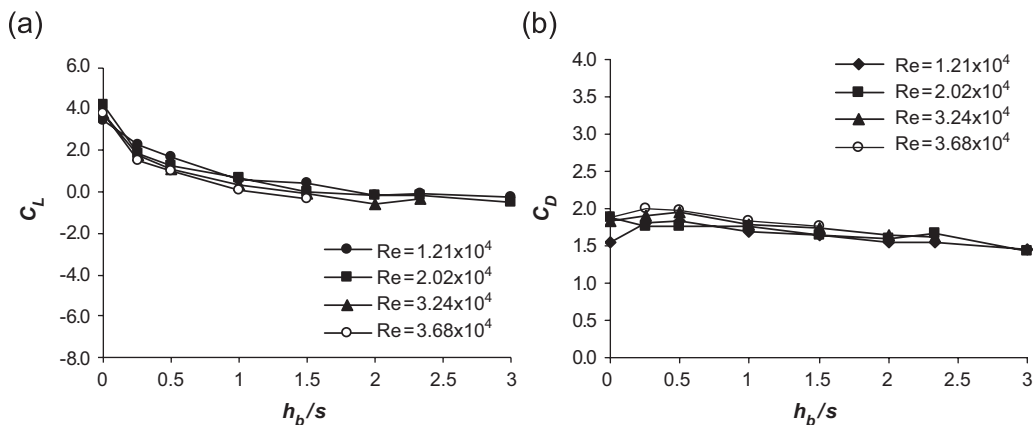 (a)
6.0
4.0
2.0
0.0
-2.0
-4.0
-6.0
-8.0
C_L
0 0.5 1 1.5 2 2.5 3
h_b/s
Re=1.21x10^4
Re=2.02x10^4
Re=3.24x10^4
Re=3.68x10^4
(b)
4.0
3.5
3.0
2.5
2.0
1.5
1.0
0.5
0.0
C_D
0 0.5 1 1.5 2 2.5 3
h_b/s
Re=1.21x10^4
Re=2.02x10^4
Re=3.24x10^4
Re=3.68x10^4